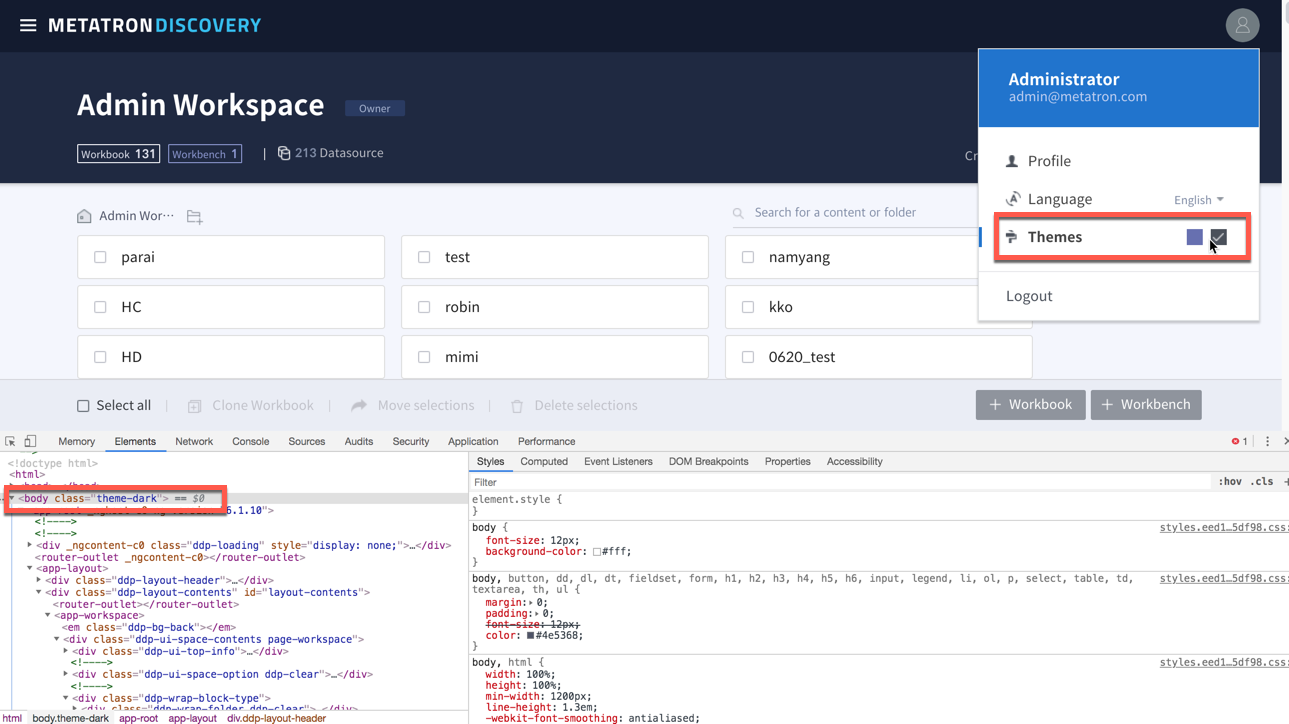 METATRON DISCOVERY
Administrator
admin@metatron.com
Admin Workspace
Owner
Workbook 131
Workbench 1
| 213 Datasource
Cr
Profile
Language
English
Themes
Logout
Admin Wor···
Search for a content or folder
parai
test
namyang
HC
robin
kko
HD
mimi
0620_test
Select all
Clone Workbook
Move selections
Delete selections
+ Workbook
+ Workbench
Memory
Elements
Network
Console
Sources
Audits
Security
Application
Performance
1
<!doctype html>
<html>
<body class="theme-dark"> == $0
6.1.10">
<!---->
<!---->
<div _ngcontent-c0 class="ddp-loading" style="display: none;">…</div>
<router-outlet _ngcontent-c0></router-outlet>
<app-layout>
<div class="ddp-layout-header">…</div>
<div class="ddp-layout-contents" id="layout-contents">
<router-outlet></router-outlet>
<app-workspace>
<em class="ddp-bg-back"></em>
<div class="ddp-ui-space-contents page-workspace">
<div class="ddp-ui-top-info">…</div>
<!---->
<div class="ddp-ui-space-option ddp-clear">…</div>
<!---->
<div class="ddp-wrap-block-type">
<div class="ddp-wrap-folder ddp-clear">…</div>
html body.theme-dark app-root app-layout div.ddp-layout-header
Styles
Computed
Event Listeners
DOM Breakpoints
Properties
Accessibility
Filter
:hov .cls +
element.style {
}
body {
styles.eed1…5df98.css:
font-size: 12px;
background-color: #fff;
}
body, button, dd, dl, dt, fieldset, form, h1, h2, h3, h4, h5, h6, input, legend, li, ol, p, select, table, td,
styles.eed1…5df98.css:
textarea, th, ul {
margin: 0;
padding: 0;
font-size: 12px;
color: #4e5368;
}
body, html {
styles.eed1…5df98.css:
width: 100%;
height: 100%;
min-width: 1200px;
line-height: 1.3em;
-webkit-font-smoothing: antialiased;